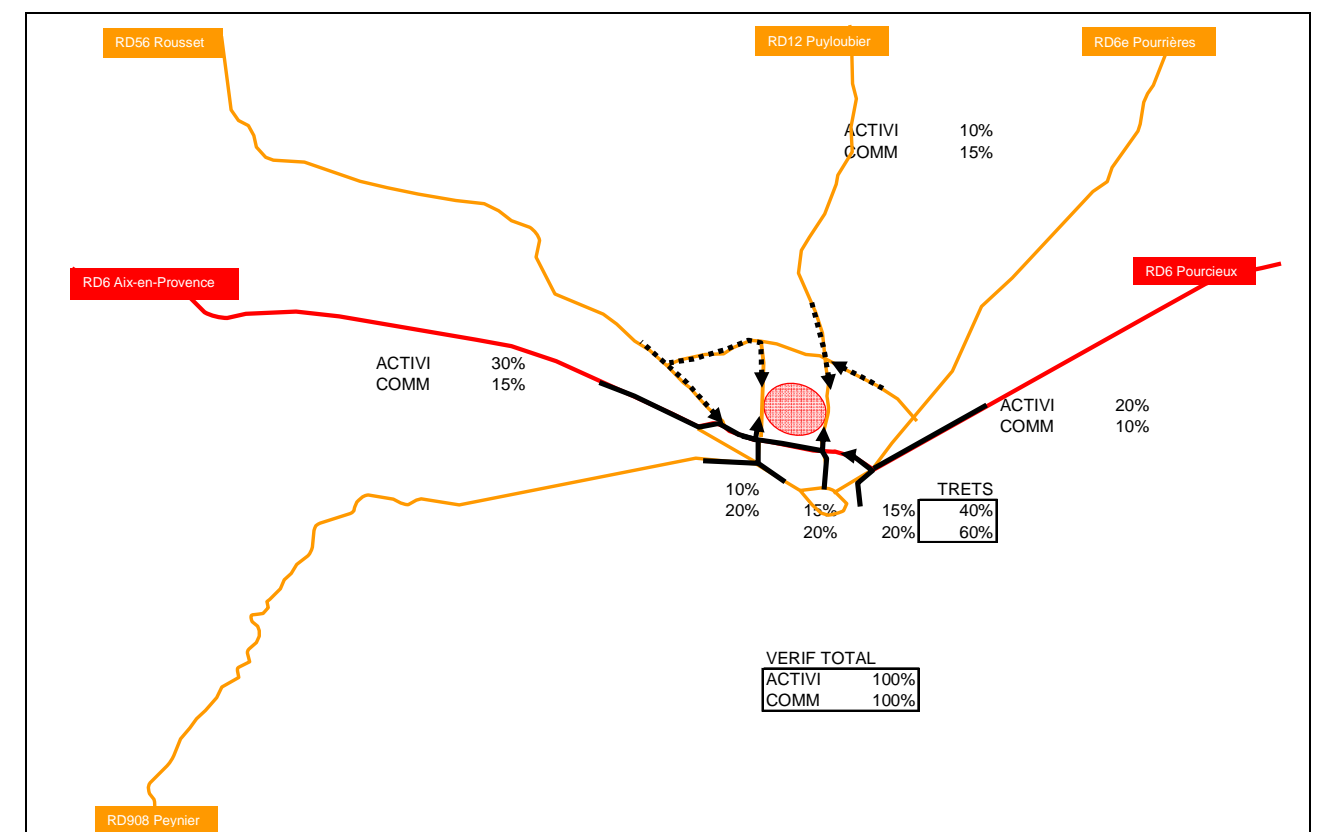 RD56 Rousset
RD12 Puyloubier
RD6e Pourrières
ACTIVI 10%
COMM 15%
RD6 Aix-en-Provence
RD6 Pourcieux
ACTIVI 30%
COMM 15%
ACTIVI 20%
COMM 10%
TRETS
10%
20% 15% 15% 40%
20% 20% 60%
VERIF TOTAL
ACTIVI 100%
COMM 100%
RD908 Peynier